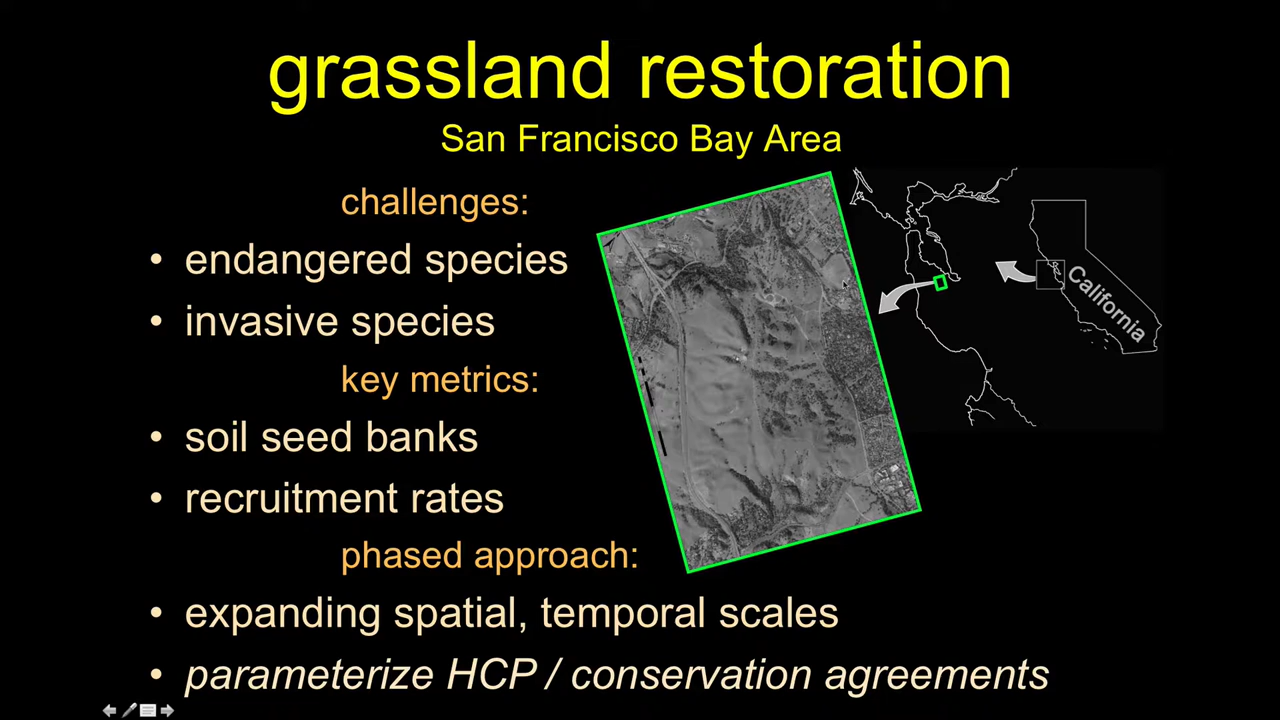 grassland restoration
San Francisco Bay Area
challenges:
• endangered species
• invasive species
key metrics:
• soil seed banks
• recruitment rates
phased approach:
• expanding spatial, temporal scales
• parameterize HCP / conservation agreements
California